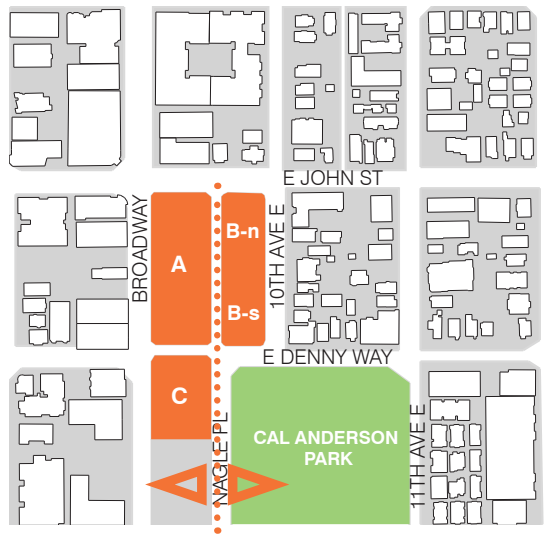 E JOHN ST
BROADWAY
A
B-n
10TH AVE E
B-s
E DENNY WAY
C
NAGLE PL
CAL ANDERSON
PARK
11TH AVE E